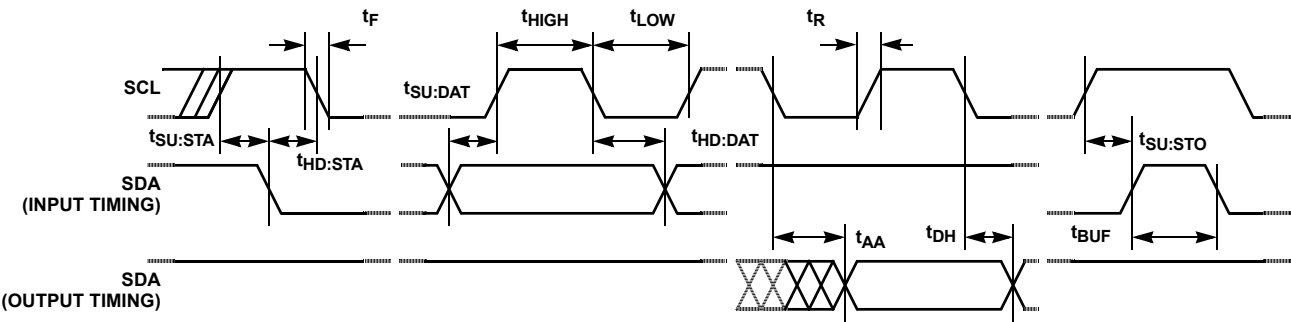 tF
tHIGH
tLOW
tR
SCL
tSU:DAT
tSU:STA
tHD:STA
tHD:DAT
tSU:STO
SDA
(INPUT TIMING)
tAA
tDH
tBUF
SDA
(OUTPUT TIMING)